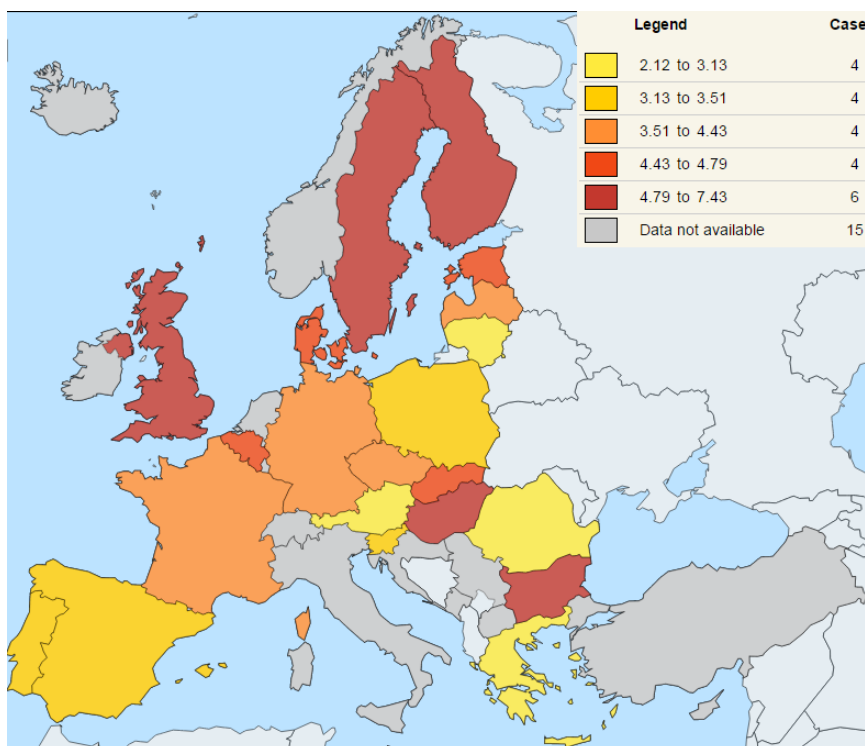 Legend Case
2.12 to 3.13 4
3.13 to 3.51 4
3.51 to 4.43 4
4.43 to 4.79 4
4.79 to 7.43 6
Data not available 15